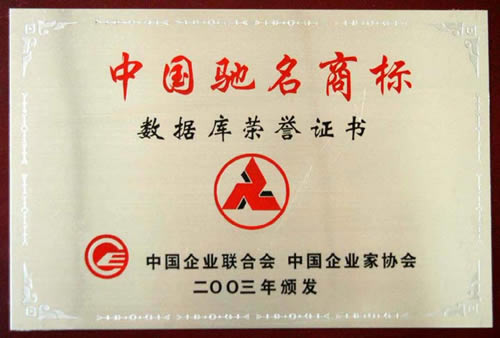 中国驰名商标
数据库荣誉证书
中国企业联合会 中国企业家协会
二OO三年颁发